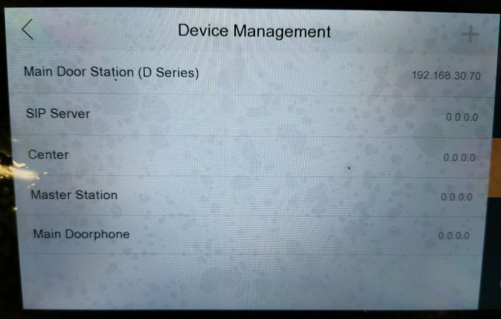 Device Management
Main Door Station (D Series) 192.168.30.70
SIP Server 0.0.0.0
Center 0.0.0.0
Master Station 0.0.0.0
Main Doorphone 0.0.0.0